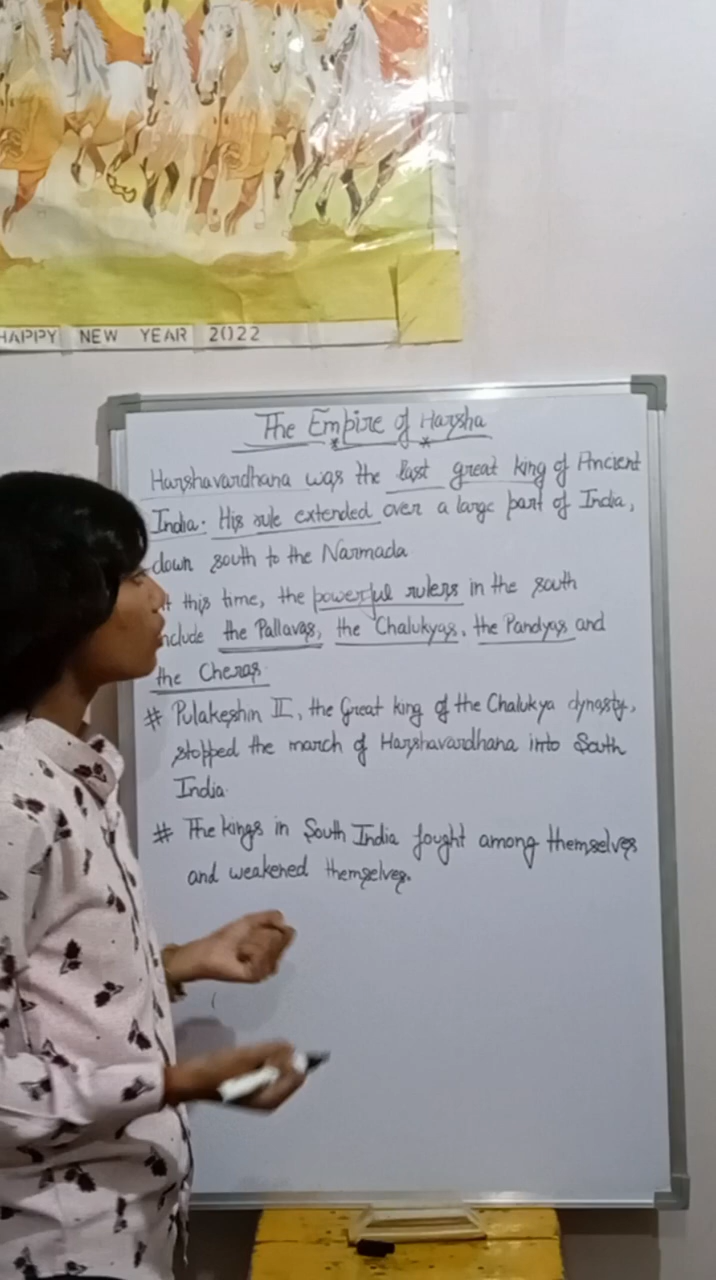 HAPPY NEW YEAR 2022
The Empire of Harsha
Harshavardhana was the last great king of Ancient
India. His rule extended over a large part of India,
down south to the Narmada
this time, the powerful rulers in the south
the Pallavas, the Chalukyas, the Pandyas and
the Cheras.
# Pulakeshin II, the Great king of the Chalukya dynasty,
stopped the march of Harshavardhana into South
India.
# The kings in South India fought among themselves
and weakened themselves.